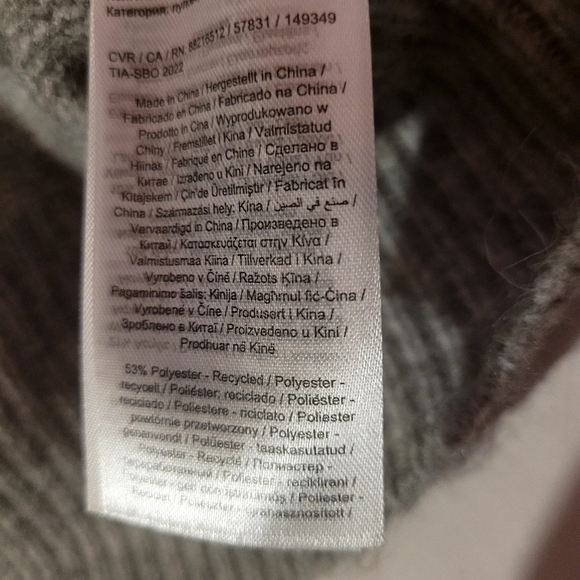 Категория:
CVR / CA / RN 88216512 / 57831 / 149349
TIA-SBO 2022
Made in China / Hergestellt in China /
Fabricado en China / Fabricado na China /
Prodotto in Cina / Wyprodukowano w
Chiny / Fremstillet i Kina / Valmistatud
Hiinas / Fabriqué en Chine / Сделано в
Китае / Izrađeno u Kini / Narejeno na
Kitajskem / Çin'de Üretilmiştir / Fabricat în
China / Származási hely: Kína / صنع في الصين /
Vervaardigd in China / Произведено в
Китай / Κατασκευάζεται στην Κίνα /
Valmistusmaa Kiina / Tillverkad i Kina /
Vyrobeno v Číně / Ražots Ķīna /
Pagaminimo šalis: Kinija / Magħmul fiċ-Ċina /
Vyrobené v Číne / Produsert i Kina /
Зроблено в Китаї / Proizvedeno u Kini /
Prodhuar në Kinë
53% Polyester - Recycled / Polyester -
recycelt / Poliéster: reciclado / Poliéster -
reciclado / Poliestere - riciclato / Poliester
powtórnie przetworzony / Polyester -
genanvendt / Polüester - taaskasutatud /
Polyester - Recyclé / Полиэстер -
переработанный / Poliester - reciklirani /
/ Poliester -